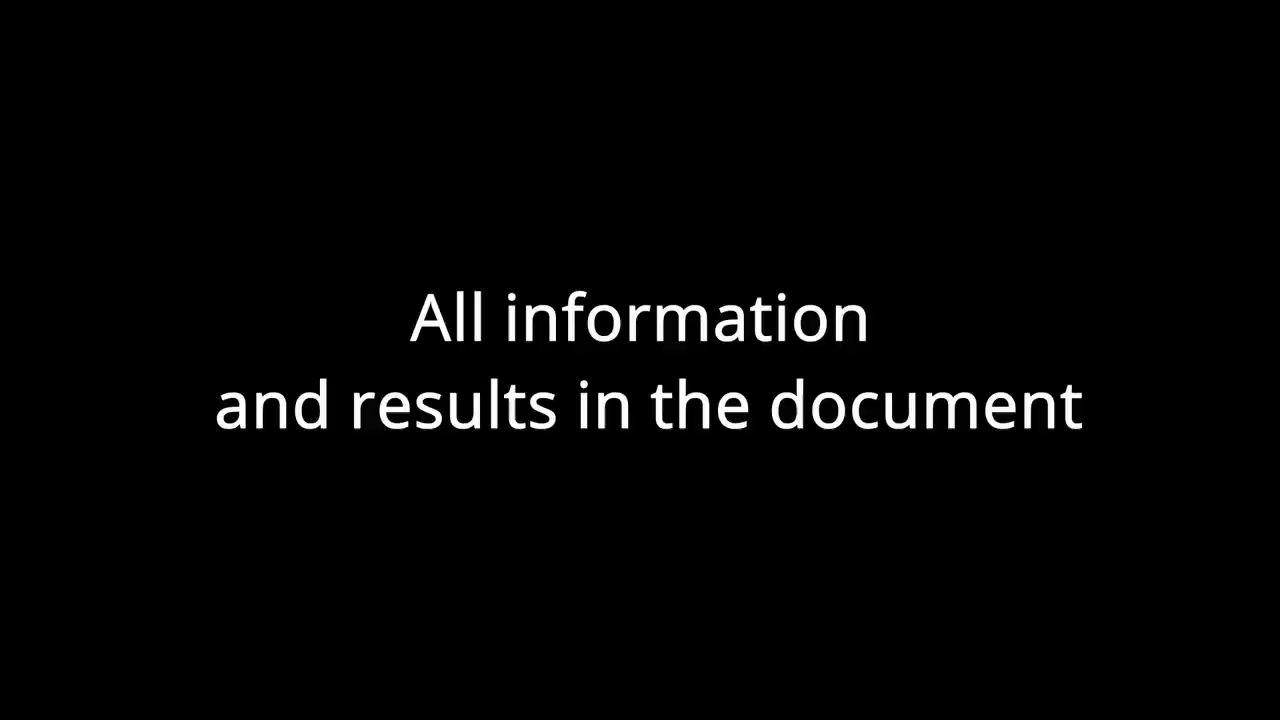 All information
and results in the document